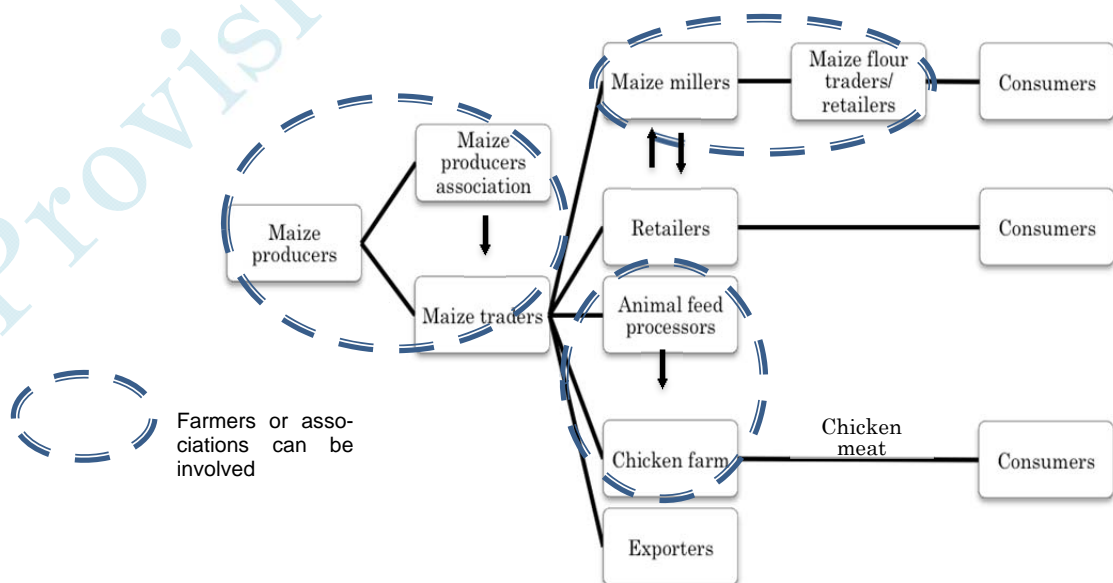 Provisi
Maize millers
Maize flour
traders/
retailers
Consumers
Maize
producers
association
Maize
producers
Retailers
Consumers
Maize traders
Animal feed
processors
Farmers or asso-
ciations can be
involved
Chicken farm
Chicken
meat
Consumers
Exporters